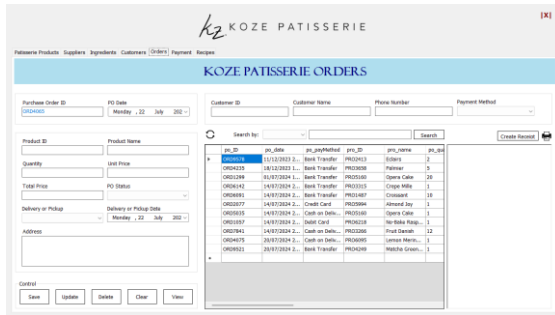 [X]
kz KOZE PATISSERIE
Patisserie Products Suppliers Ingredients Customers Orders Payment Recipes
KOZE PATISSERIE ORDERS
Purchase Order ID PO Date Customer ID Customer Name Phone Number Payment Method
ORD4005 Monday , 22 July 202
Search by: Search Create Receipt
Product ID Product Name
Quantity Unit Price
Total Price PO Status
Delivery or Pickup Delivery or Pickup Date
Monday , 22 July 202
Address
po_ID po_date po_payMethod pro_ID pro_name po_qua
ORD9578 11/12/2023 2... Bank Transfer PRO2413 Eclairs 2
ORD4235 18/12/2023 1... Bank Transfer PRO3658 Palmier 5
ORD1299 01/07/2024 1... Bank Transfer PRO5160 Opera Cake 20
ORD6142 14/07/2024 2... Bank Transfer PRO3315 Crepe Mille 1
ORD6091 14/07/2024 2... Bank Transfer PRO1487 Croissant 10
ORD2077 14/07/2024 2... Credit Card PRO5994 Almond Joy 1
ORD5035 14/07/2024 2... Cash on Deliv... PRO5160 Opera Cake 1
ORD1057 14/07/2024 2... Debit Card PRO6218 No-Bake Rasp... 1
ORD7841 14/07/2024 2... Cash on Deliv... PRO3266 Fruit Danish 12
ORD4075 20/07/2024 2... Cash on Deliv... PRO6095 Lemon Merin... 1
ORD8521 20/07/2024 2... Bank Transfer PRO4249 Matcha Green... 1
Control
Save Update Delete Clear View